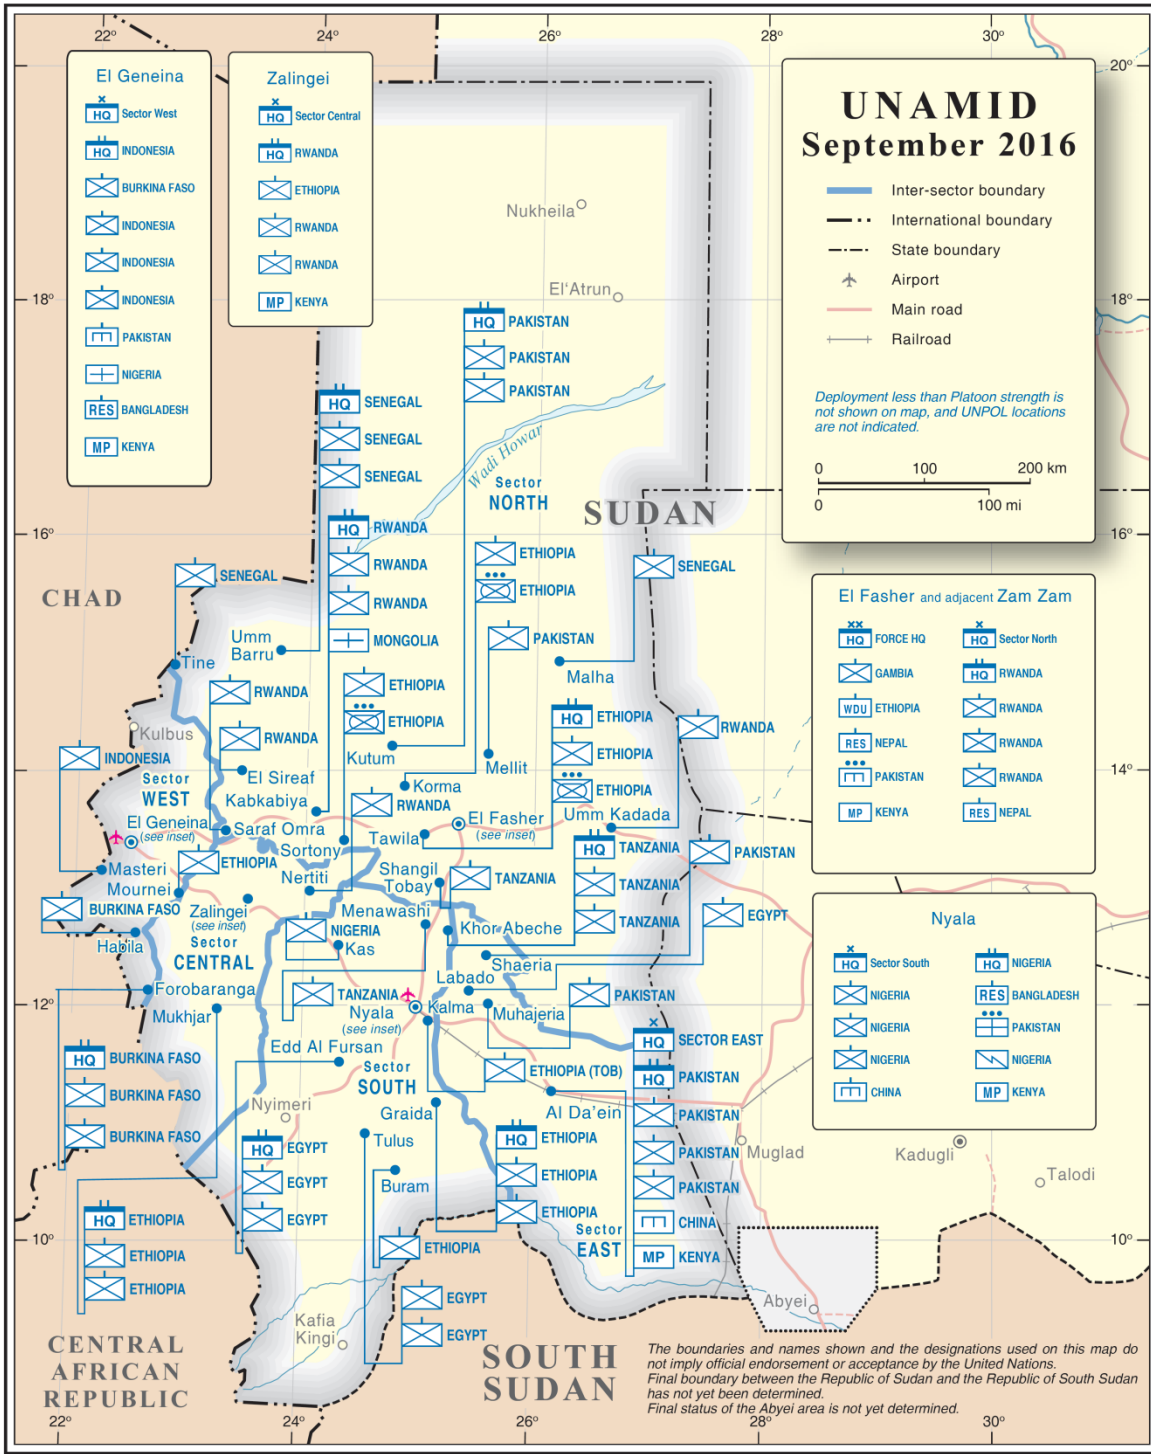 22°
24°
26°
28°
30°
20°
18°
16°
14°
12°
10°
18°
16°
14°
12°
10°
20°
22°
24°
26°
28°
30°
El Geneina
HQ Sector West
HQ INDONESIA
BURKINA FASO
INDONESIA
INDONESIA
INDONESIA
PAKISTAN
NIGERIA
RES BANGLADESH
MP KENYA
Zalingei
HQ Sector Central
HQ RWANDA
ETHIOPIA
RWANDA
RWANDA
MP KENYA
UNAMID
September 2016
Inter-sector boundary
International boundary
State boundary
Airport
Main road
Railroad
Deployment less than Platoon strength is
not shown on map, and UNPOL locations
are not indicated.
0 100 200 km
0 100 mi
Nukheila
El'Atrun
HQ PAKISTAN
PAKISTAN
PAKISTAN
HQ SENEGAL
SENEGAL
SENEGAL
Wadi Howar
Sector
NORTH
SUDAN
HQ RWANDA
RWANDA
RWANDA
MONGOLIA
ETHIOPIA
ETHIOPIA
SENEGAL
PAKISTAN
CHAD
SENEGAL
Umm
Barru
Tine
Malha
RWANDA
ETHIOPIA
ETHIOPIA
HQ ETHIOPIA
ETHIOPIA
ETHIOPIA
RWANDA
Kulbus
RWANDA
Kutum
Mellit
INDONESIA
El Sireaf
Korma
Sector
WEST
Kabkabiya
RWANDA
El Geneina
(see inset)
Saraf Omra
Sortony
Tawila
El Fasher
(see inset)
Umm Kadada
HQ TANZANIA
TANZANIA
TANZANIA
PAKISTAN
EGYPT
ETHIOPIA
Masteri
Mournei
Nertiti
Shangil
Tobay
TANZANIA
BURKINA FASO
Zalingei
(see inset)
Menawashi
Khor Abeche
Habila
Sector
CENTRAL
NIGERIA
Kas
Shaeria
Labado
Forobaranga
Mukhjar
TANZANIA
Nyala
(see inset)
Kalma
Muhajeria
PAKISTAN
Edd Al Fursan
HQ BURKINA FASO
BURKINA FASO
BURKINA FASO
Sector
SOUTH
ETHIOPIA (TOB)
HQ SECTOR EAST
HQ PAKISTAN
PAKISTAN
PAKISTAN
PAKISTAN
CHINA
MP KENYA
Nyimeri
Graida
Al Da'ein
Tulus
Buram
HQ EGYPT
EGYPT
EGYPT
HQ ETHIOPIA
ETHIOPIA
ETHIOPIA
Sector
EAST
HQ ETHIOPIA
ETHIOPIA
ETHIOPIA
ETHIOPIA
EGYPT
EGYPT
Kafia
Kingi
Muglad
Kadugli
Talodi
Abyei
CENTRAL
AFRICAN
REPUBLIC
SOUTH
SUDAN
El Fasher and adjacent Zam Zam
HQ FORCE HQ
GAMBIA
WDU ETHIOPIA
RES NEPAL
PAKISTAN
MP KENYA
HQ Sector North
HQ RWANDA
RWANDA
RWANDA
RWANDA
RES NEPAL
Nyala
HQ Sector South
NIGERIA
NIGERIA
NIGERIA
CHINA
HQ NIGERIA
RES BANGLADESH
PAKISTAN
NIGERIA
MP KENYA
The boundaries and names shown and the designations used on this map do
not imply official endorsement or acceptance by the United Nations.
Final boundary between the Republic of Sudan and the Republic of South Sudan
has not yet been determined.
Final status of the Abyei area is not yet determined.